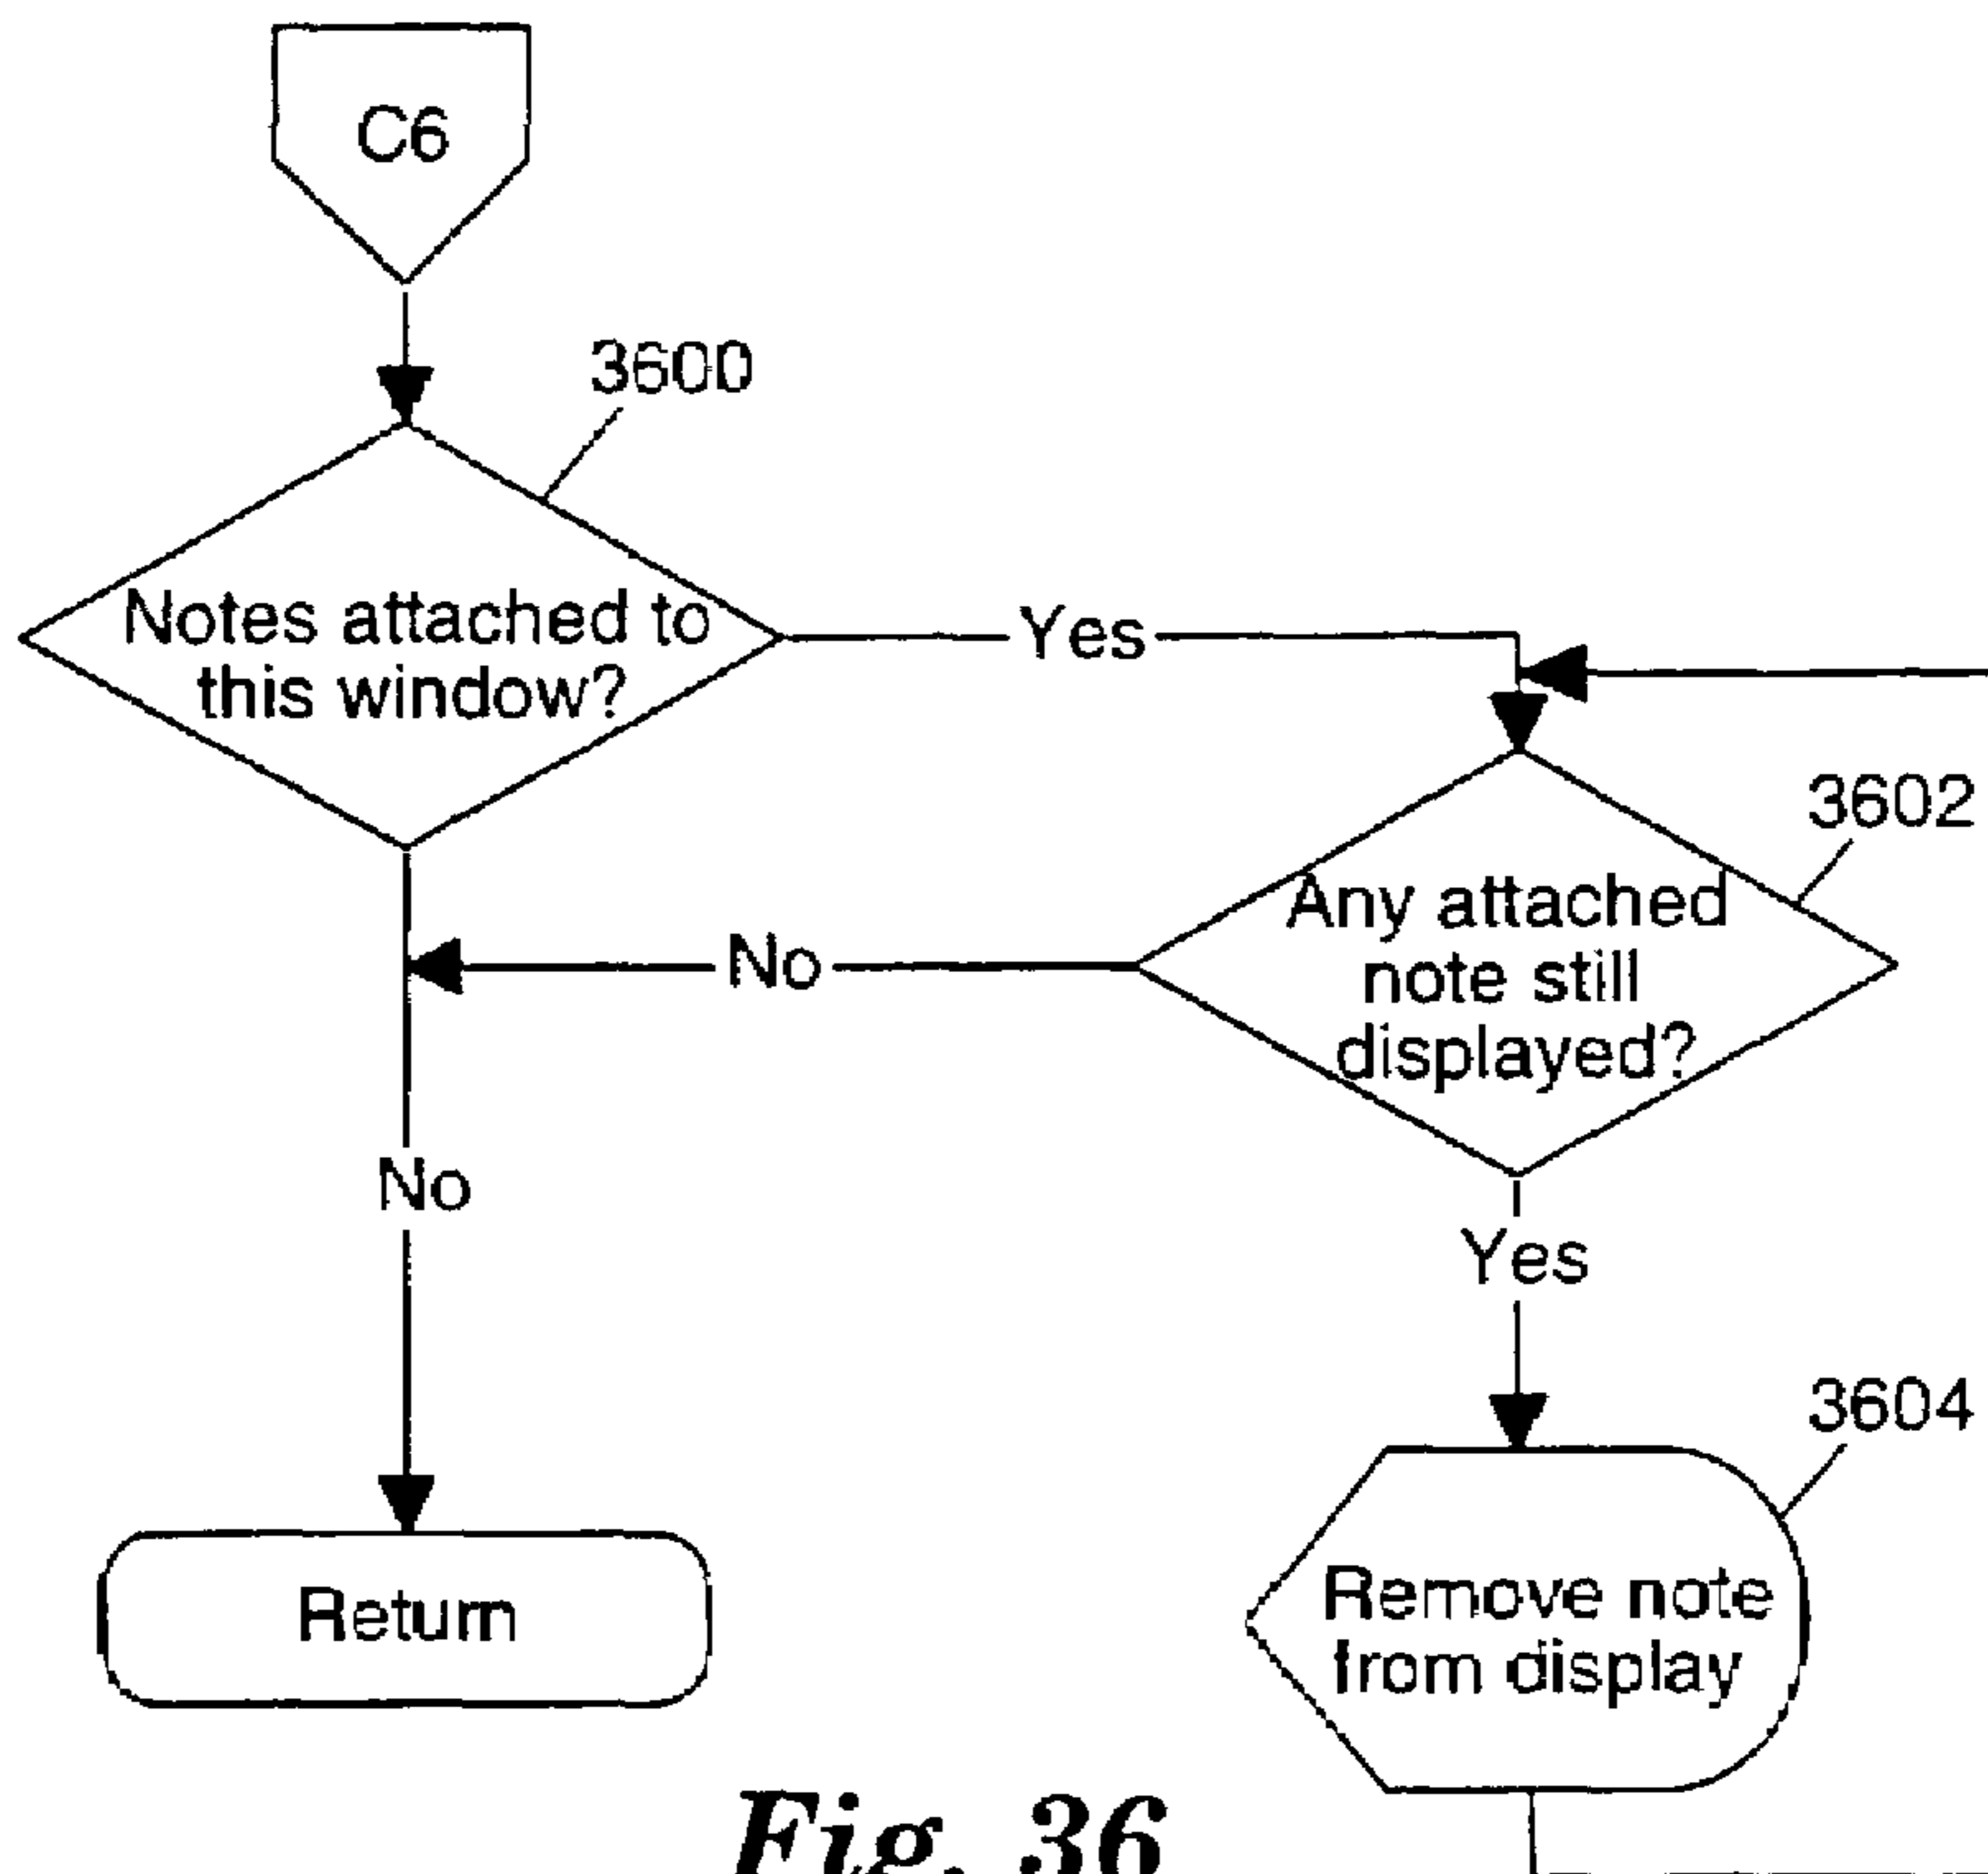 C6
3600
Notes attached to
this window?
Yes
3602
Any attached
note still
displayed?
No
No
Yes
3604
Return
Remove note
from display
Fig. 36